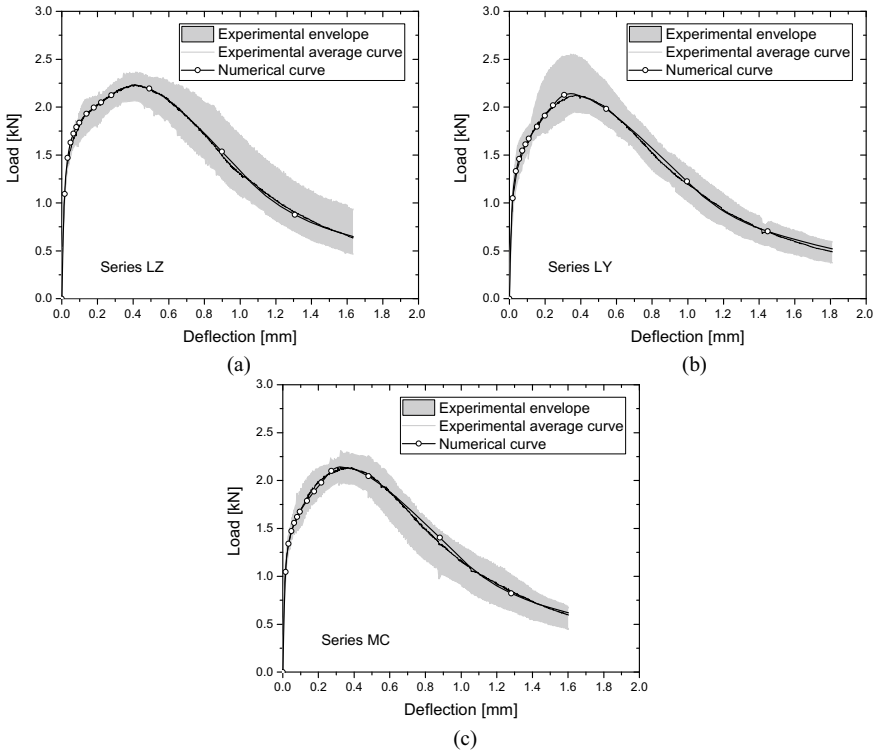 3.0
2.5
2.0
1.5
1.0
0.5
0.0
Load [kN]
Experimental envelope
Experimental average curve
Numerical curve
Series LZ
0.0 0.2 0.4 0.6 0.8 1.0 1.2 1.4 1.6 1.8 2.0
Deflection [mm]
(a)
3.0
2.5
2.0
1.5
1.0
0.5
0.0
Load [kN]
Experimental envelope
Experimental average curve
Numerical curve
Series LY
0.0 0.2 0.4 0.6 0.8 1.0 1.2 1.4 1.6 1.8 2.0
Deflection [mm]
(b)
3.0
2.5
2.0
1.5
1.0
0.5
0.0
Load [kN]
Experimental envelope
Experimental average curve
Numerical curve
Series MC
0.0 0.2 0.4 0.6 0.8 1.0 1.2 1.4 1.6 1.8 2.0
Deflection [mm]
(c)